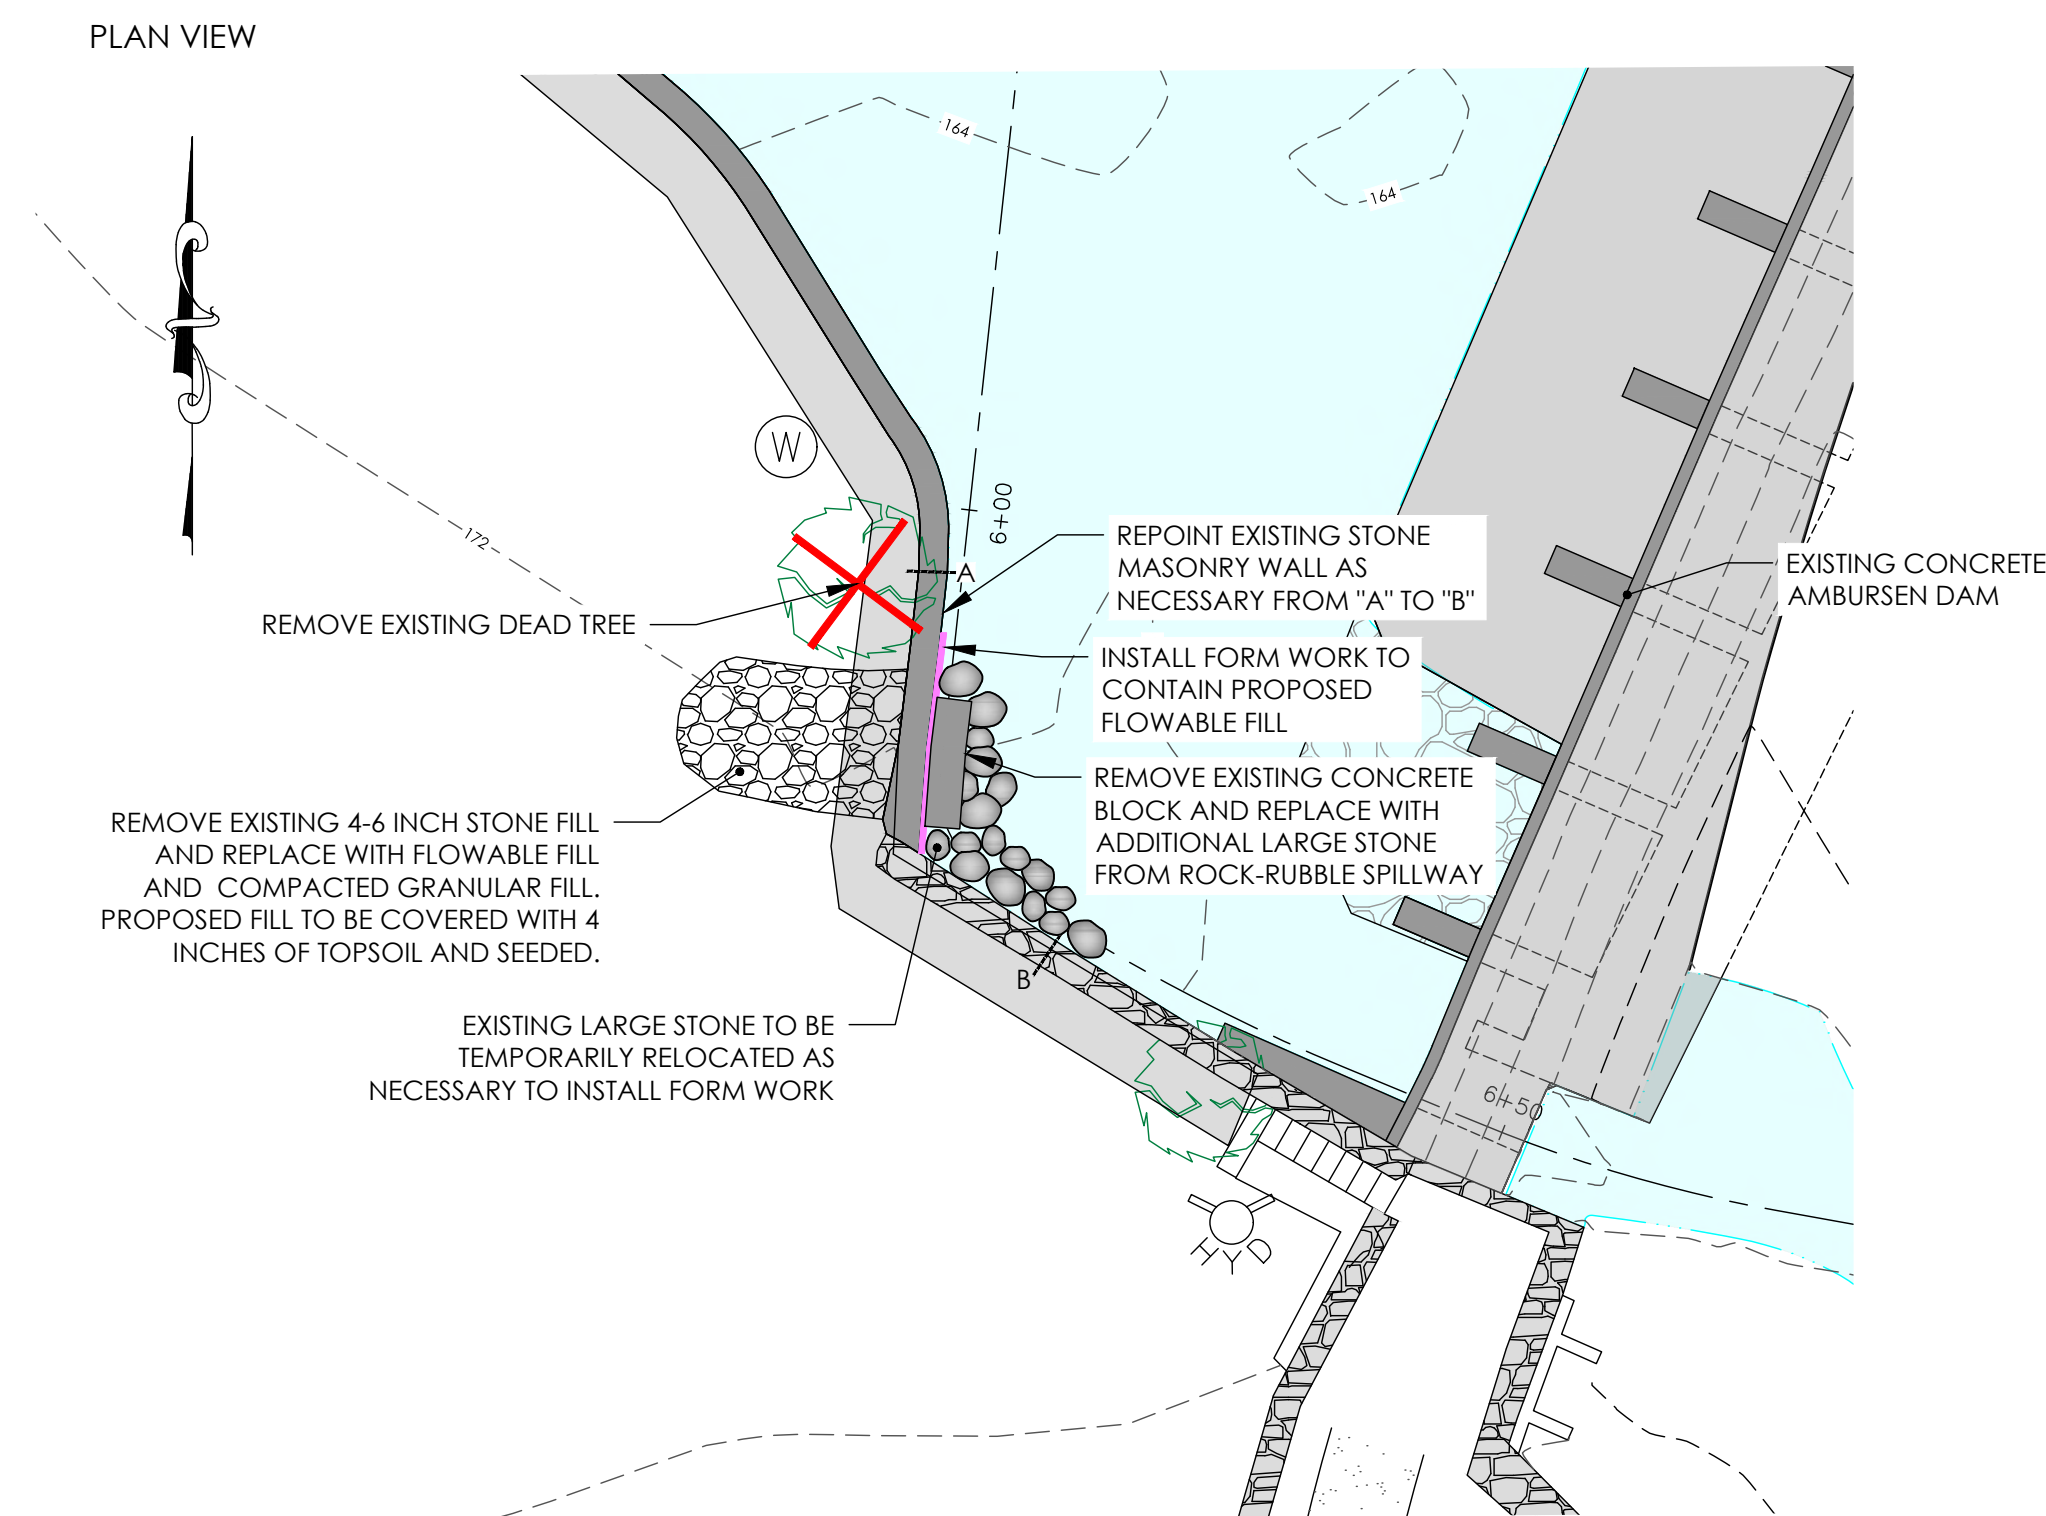 PLAN VIEW
164
164
172
W
6+00
A
REPOINT EXISTING STONE
MASONRY WALL AS
NECESSARY FROM "A" TO "B"
EXISTING CONCRETE
AMBURSEN DAM
REMOVE EXISTING DEAD TREE
INSTALL FORM WORK TO
CONTAIN PROPOSED
FLOWABLE FILL
REMOVE EXISTING CONCRETE
BLOCK AND REPLACE WITH
ADDITIONAL LARGE STONE
FROM ROCK-RUBBLE SPILLWAY
REMOVE EXISTING 4-6 INCH STONE FILL
AND REPLACE WITH FLOWABLE FILL
AND COMPACTED GRANULAR FILL.
PROPOSED FILL TO BE COVERED WITH 4
INCHES OF TOPSOIL AND SEEDED.
B
EXISTING LARGE STONE TO BE
TEMPORARILY RELOCATED AS
NECESSARY TO INSTALL FORM WORK
6+50
HYD